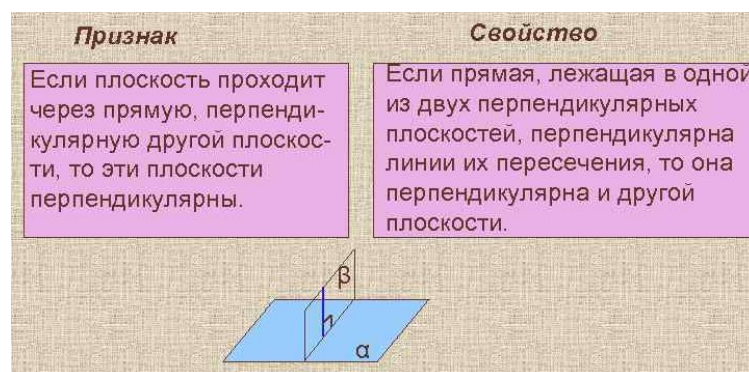 Признак
Если плоскость проходит
через прямую, перпенди-
кулярную другой плоскос-
ти, то эти плоскости
перпендикулярны.
Свойство
Если прямая, лежащая в одной
из двух перпендикулярных
плоскостей, перпендикулярна
линии их пересечения, то она
перпендикулярна и другой
плоскости.
β
α